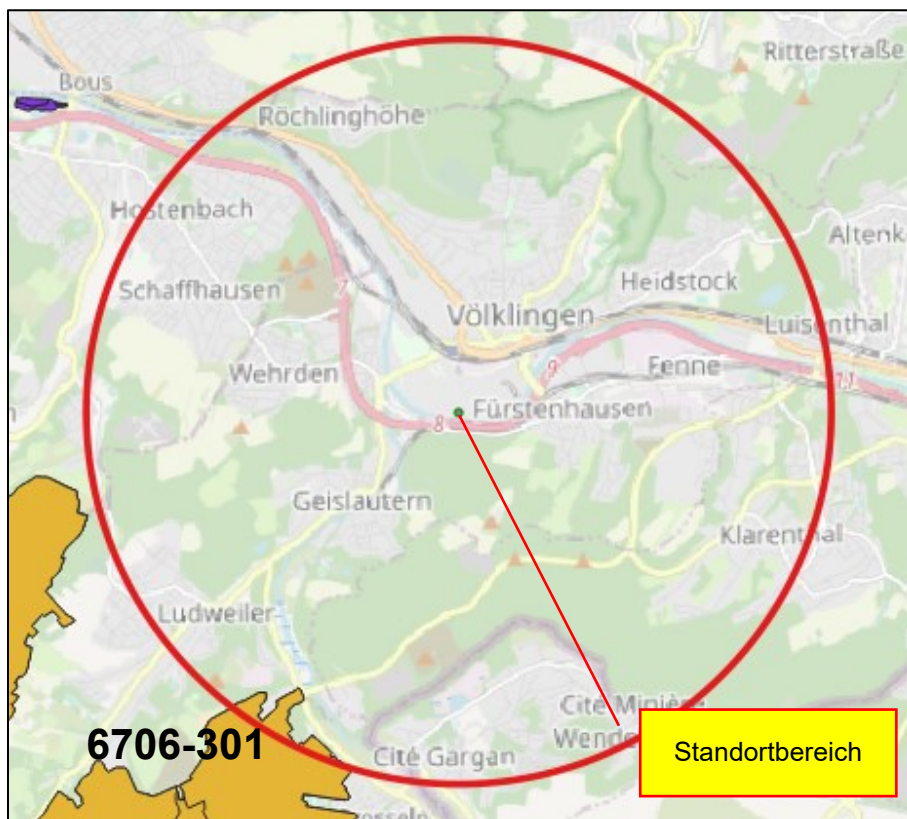 Ritterstraße
Bous
Röchlinghöhe
Hostenbach
Altenk
Schaffhausen
7
Heidstock
Völklingen
Luisenthal
Wehrden
9
Fenne
11
8
Fürstenhausen
Geislautern
Klarenthal
Ludweiler
Cité Minière
6706-301
Cité Gargan
Wende
Standortbereich
sseln